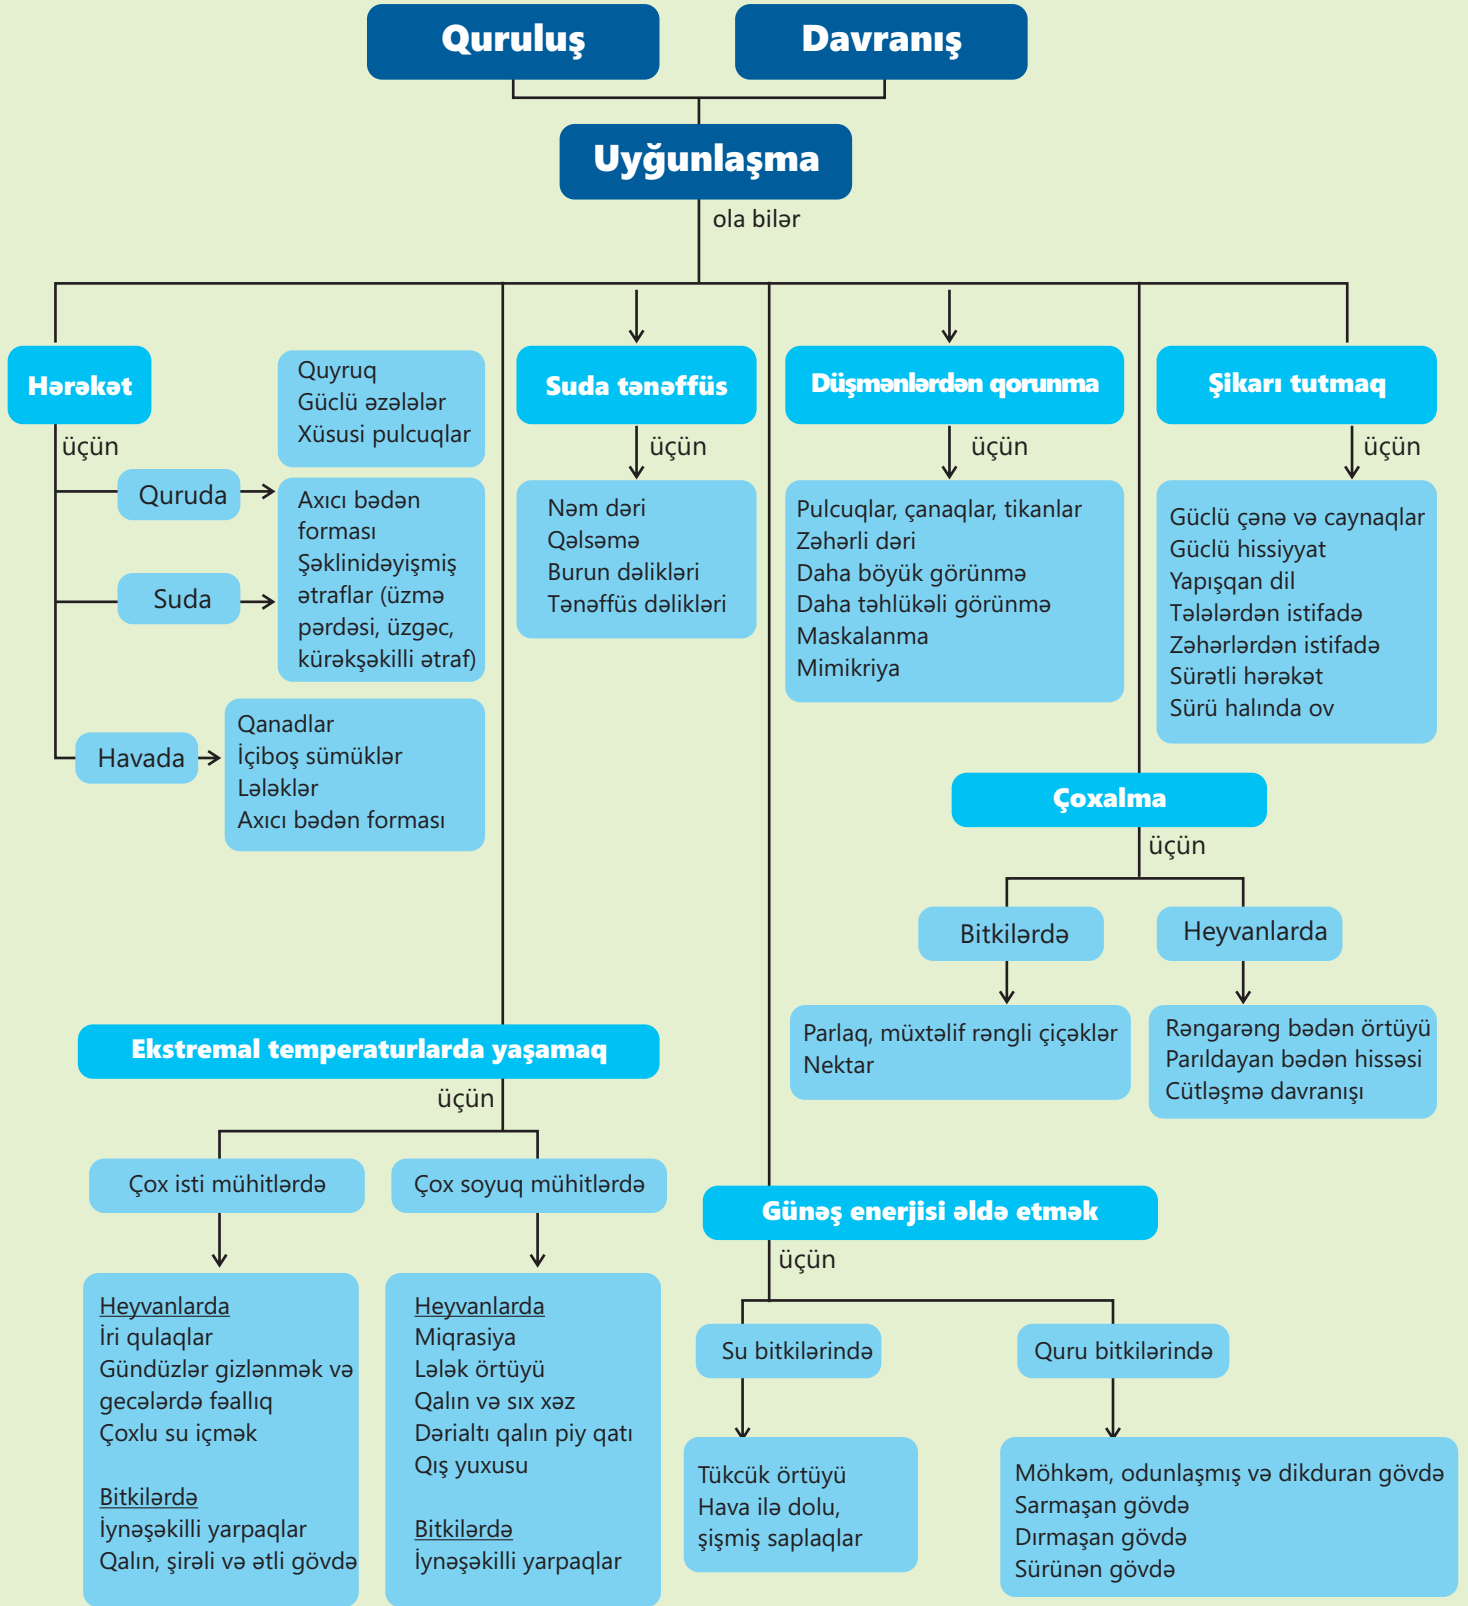 Quruluş
Davranış
Uyğunlaşma
ola bilər
Hərəkət
üçün
Quruda
Quyruq
Güclü əzələlər
Xüsusi pulcuqlar
Suda
Axıcı bədən
forması
Şəklinidəyişmiş
ətraflar (üzmə
pərdəsi, üzgəc,
kürəkşəkilli ətraf)
Havada
Qanadlar
İçiboş sümüklər
Lələklər
Axıcı bədən forması
Suda tənəffüs
üçün
Nəm dəri
Qəlsəmə
Burun dəlikləri
Tənəffüs dəlikləri
Düşmənlərdən qorunma
üçün
Pulcuqlar, çanaqlar, tikanlar
Zəhərli dəri
Daha böyük görünmə
Daha təhlükəli görünmə
Maskalanma
Mimikriya
Şikarı tutmaq
üçün
Güclü çənə və caynaqlar
Güclü hissiyyat
Yapışqan dil
Tələlərdən istifadə
Zəhərlərdən istifadə
Sürətli hərəkət
Sürü halında ov
Çoxalma
üçün
Bitkilərdə
Parlaq, müxtəlif rəngli çiçəklər
Nektar
Heyvanlarda
Rəngarəng bədən örtüyü
Parıldayan bədən hissəsi
Cütləşmə davranışı
Ekstremal temperaturlarda yaşamaq
üçün
Çox isti mühitlərdə
Heyvanlarda
İri qulaqlar
Gündüzlər gizlənmək və
gecələrdə fəallıq
Çoxlu su içmək
Bitkilərdə
İynəşəkilli yarpaqlar
Qalın, şirəli və ətli gövdə
Çox soyuq mühitlərdə
Heyvanlarda
Miqrasiya
Lələk örtüyü
Qalın və sıx xəz
Dərialtı qalın piy qatı
Qış yuxusu
Bitkilərdə
İynəşəkilli yarpaqlar
Günəş enerjisi əldə etmək
üçün
Su bitkilərində
Tükcük örtüyü
Hava ilə dolu,
şişmiş saplaqlar
Quru bitkilərində
Möhkəm, odunlaşmış və dikduran gövdə
Sarmaşan gövdə
Dırmaşan gövdə
Sürünən gövdə